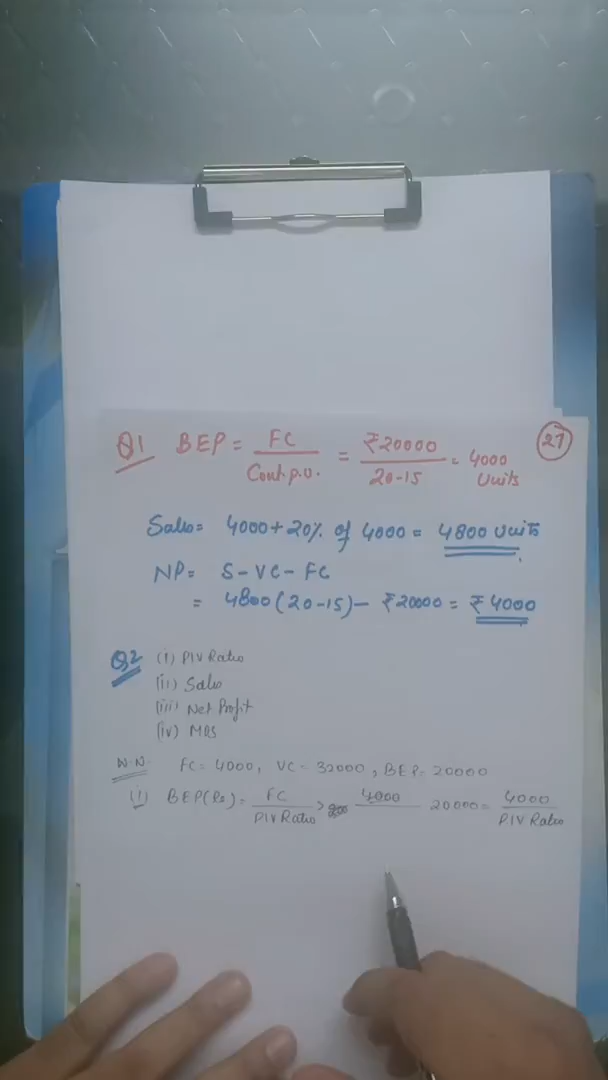 Q1 BEP = FC / Cont.p.u. = ₹20000 / 20-15 = 4000 Units
27
Sales = 4000+20% of 4000 = 4800 Units
NP = S-VC-FC
= 4800(20-15) - ₹20000 = ₹4000
Q2 (i) P/V Ratio
(ii) Sales
(iii) Net Profit
(iv) MRS
W.N. FC = 4000, VC = 32000, BEP = 20000
(i) BEP(Rs) = FC / P/V Ratio 4000 20000 = 4000 / P/V Ratio